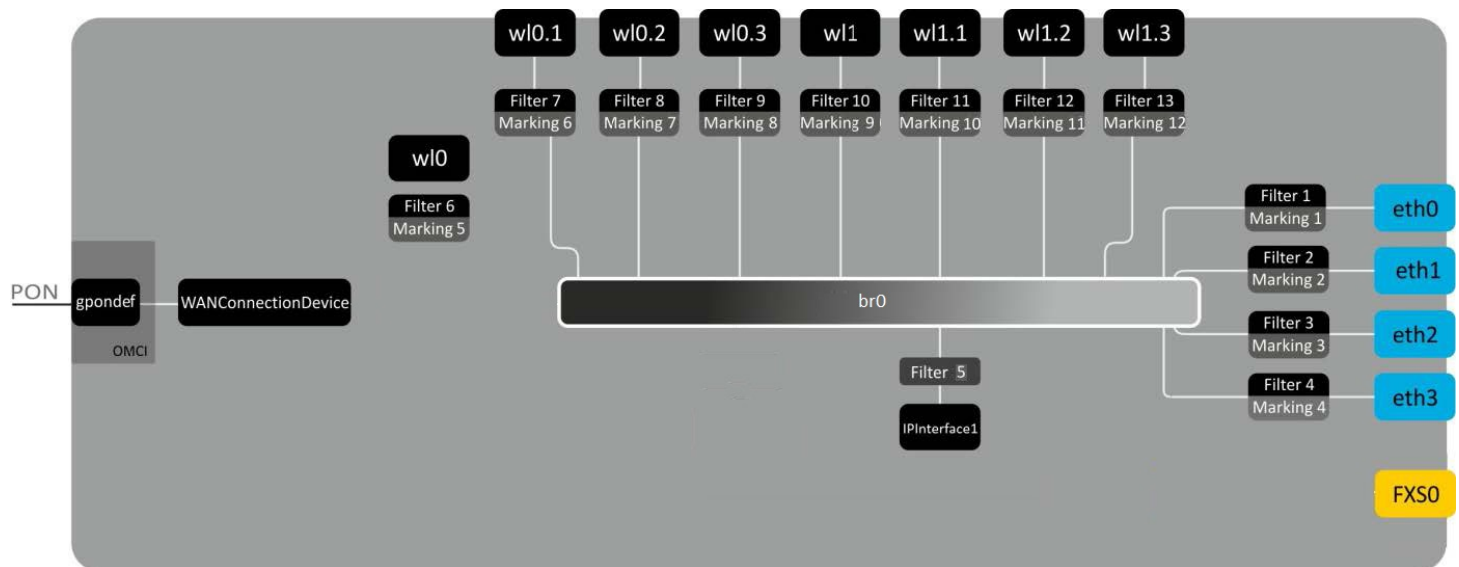 wl0.1 wl0.2 wl0.3 wl1 wl1.1 wl1.2 wl1.3
Filter 7 Filter 8 Filter 9 Filter 10 Filter 11 Filter 12 Filter 13
Marking 6 Marking 7 Marking 8 Marking 9 Marking 10 Marking 11 Marking 12
wl0
Filter 6
Marking 5
Filter 1
Marking 1
eth0
Filter 2
Marking 2
eth1
PON
gpondef
WANConnectionDevice
OMCI
br0
Filter 3
Marking 3
eth2
Filter 5
IPInterface1
Filter 4
Marking 4
eth3
FXS0